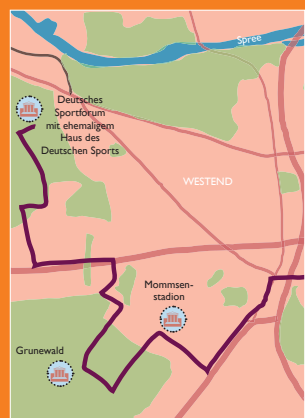 Spree
Deutsches
Sportforum
mit ehemaligem
Haus des
Deutschen Sports
WESTEND
Mommsen-
stadion
Grunewald